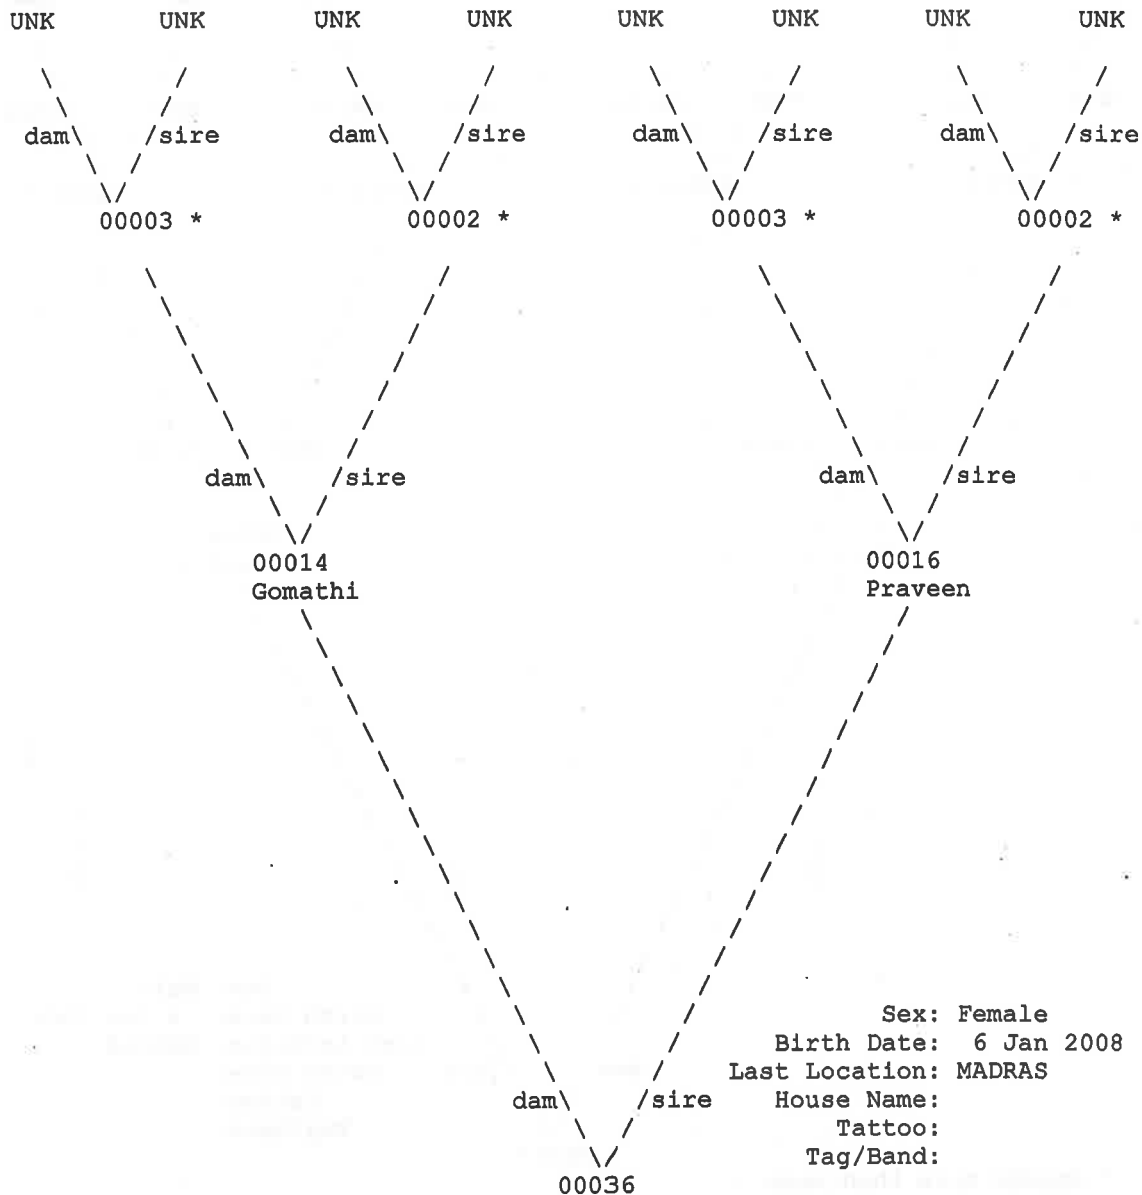 UNK UNK UNK UNK UNK UNK UNK UNK
dam\ /sire dam\ /sire dam\ /sire dam\ /sire
00003 * 00002 * 00003 * 00002 *
dam\ /sire dam\ /sire
00014 00016
Gomathi Praveen
Sex: Female
Birth Date: 6 Jan 2008
Last Location: MADRAS
dam\ /sire House Name:
Tattoo:
Tag/Band:
00036